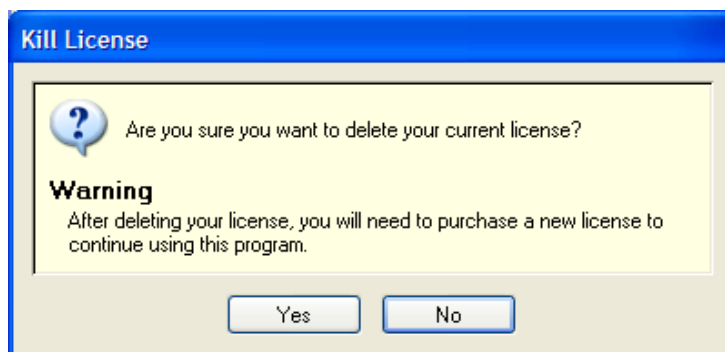 Kill License
Are you sure you want to delete your current license?
Warning
After deleting your license, you will need to purchase a new license to
continue using this program.
Yes No